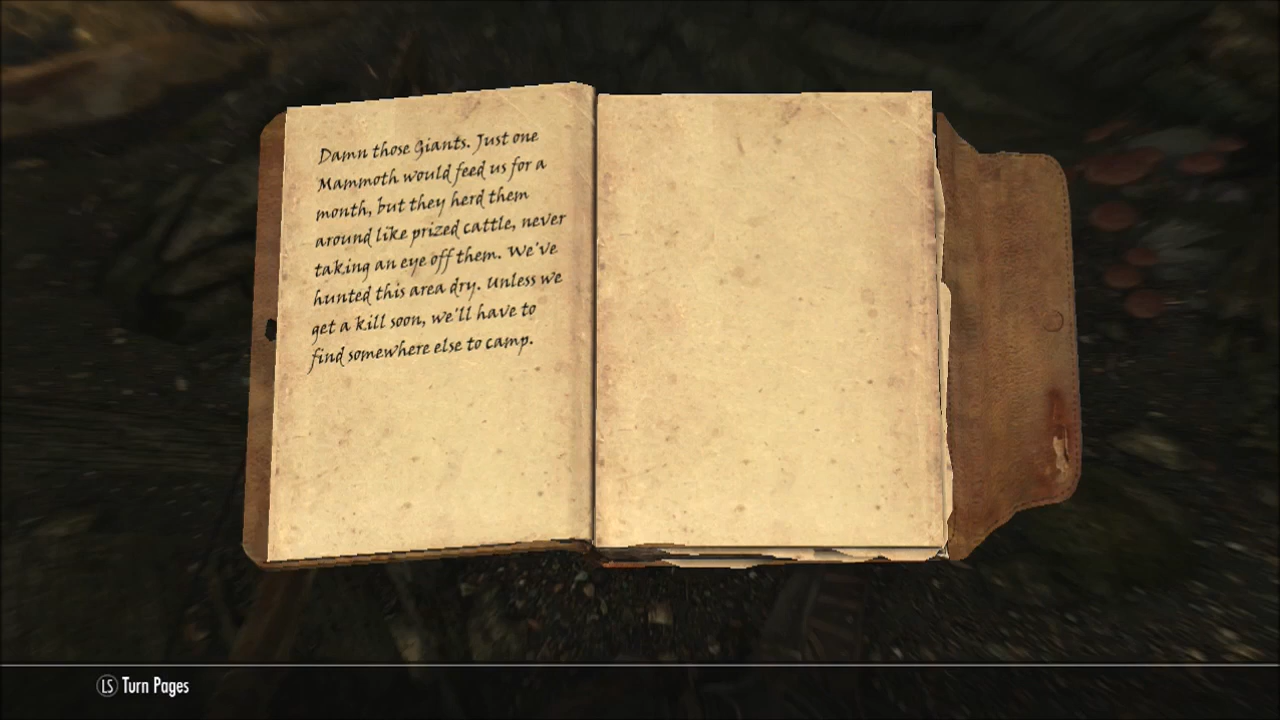 Damn those Giants. Just one
Mammoth would feed us for a
month, but they herd them
around like prized cattle, never
taking an eye off them. We've
hunted this area dry. Unless we
get a kill soon, we'll have to
find somewhere else to camp.
LS Turn Pages